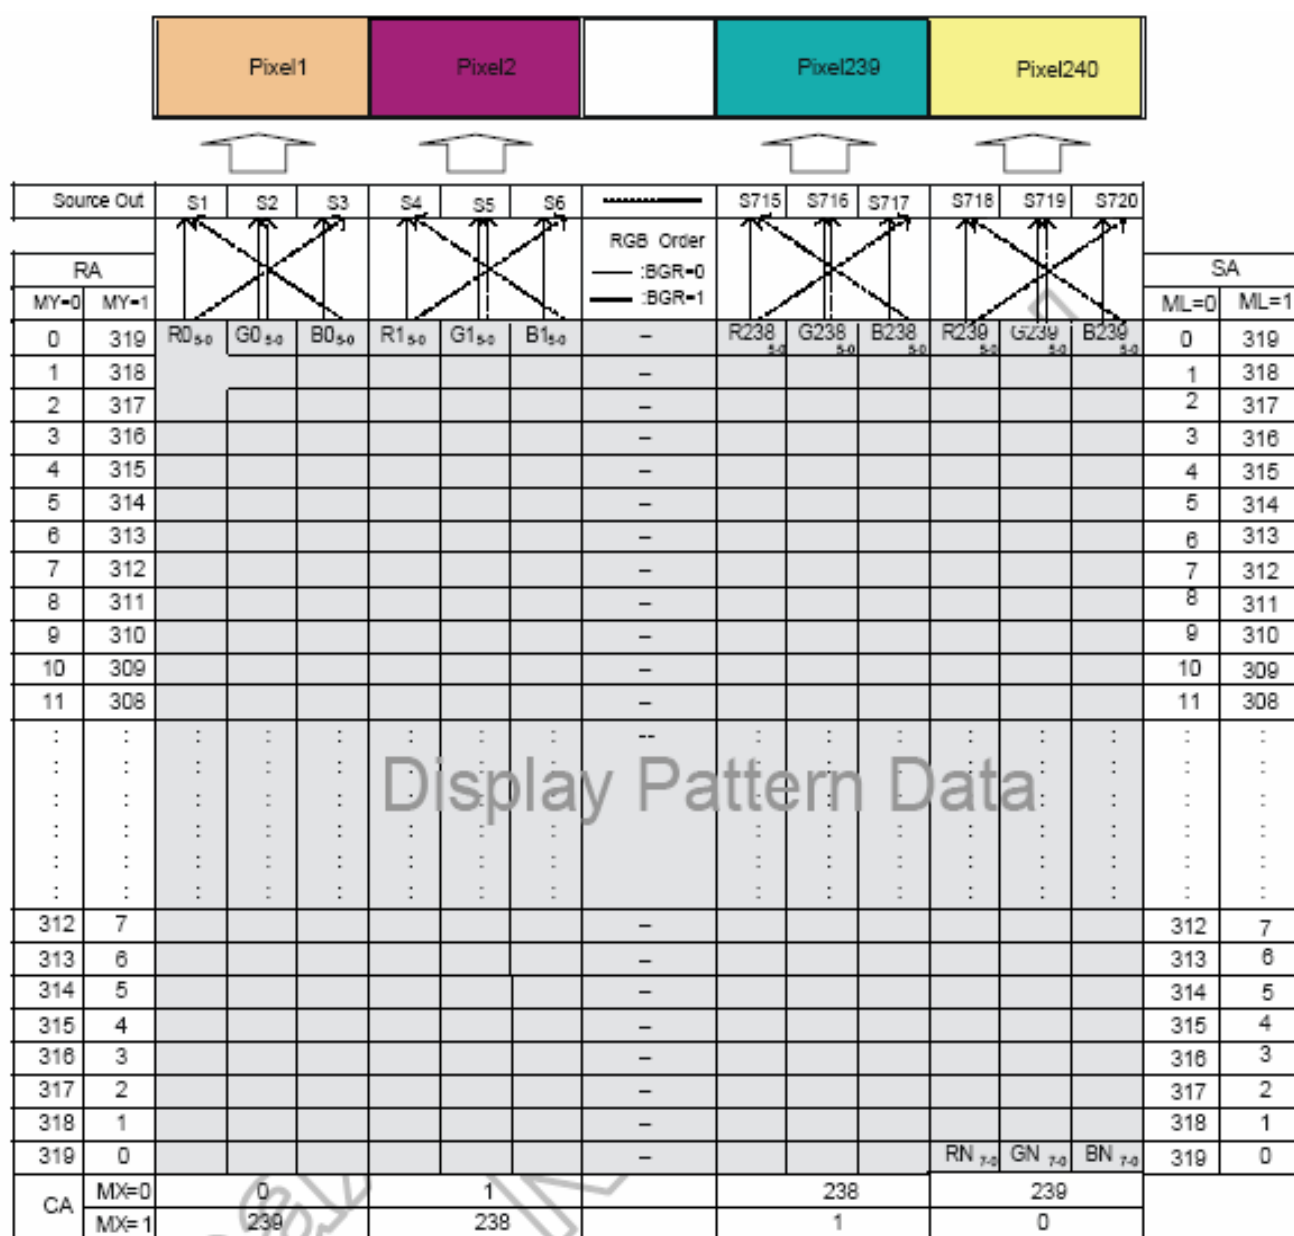 Pixel1 Pixel2 Pixel239 Pixel240
Source Out S1 S2 S3 S4 S5 S6 S715 S716 S717 S718 S719 S720
RGB Order
RA :BGR=0 SA
MY=0 MY=1 :BGR=1 ML=0 ML=1
0 319 R0 5-0 G0 5-0 B0 5-0 R1 5-0 G1 5-0 B1 5-0 – R238 5-0 G238 5-0 B238 5-0 R239 5-0 G239 5-0 B239 5-0 0 319
1 318 – 1 318
2 317 – 2 317
3 316 – 3 316
4 315 – 4 315
5 314 – 5 314
6 313 – 6 313
7 312 – 7 312
8 311 – 8 311
9 310 – 9 310
10 309 – 10 309
11 308 – 11 308
: : : : : : : : -- : : : : : : : :
Display Pattern Data
312 7 – 312 7
313 6 – 313 6
314 5 – 314 5
315 4 – 315 4
316 3 – 316 3
317 2 – 317 2
318 1 – 318 1
319 0 – RN 7-0 GN 7-0 BN 7-0 319 0
CA MX=0 0 1 238 239
MX=1 239 238 1 0